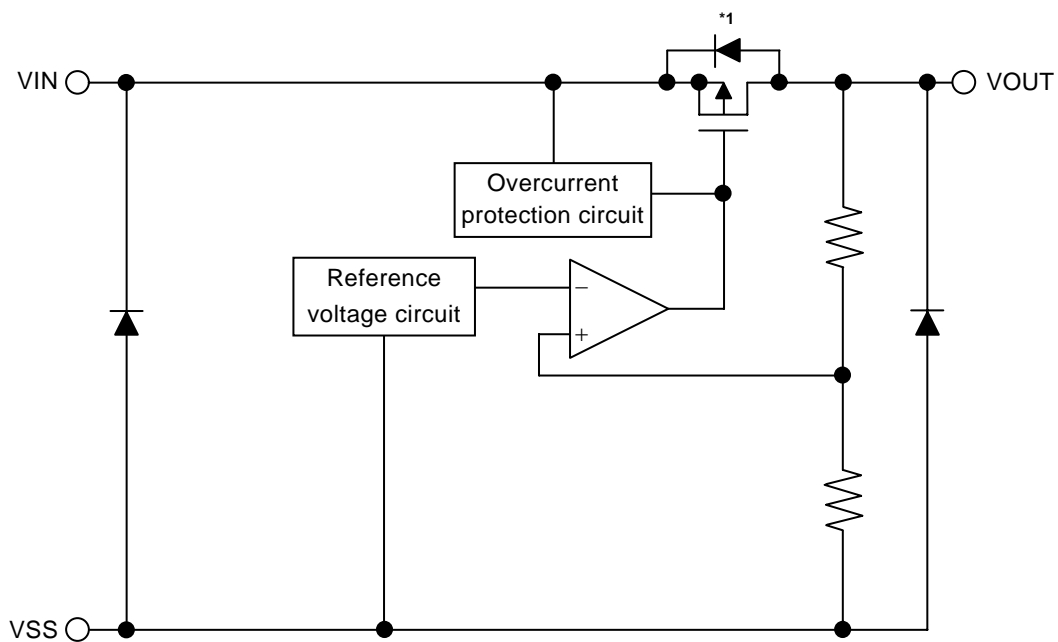 *1
VIN
VOUT
Overcurrent
protection circuit
Reference
voltage circuit
−
+
VSS